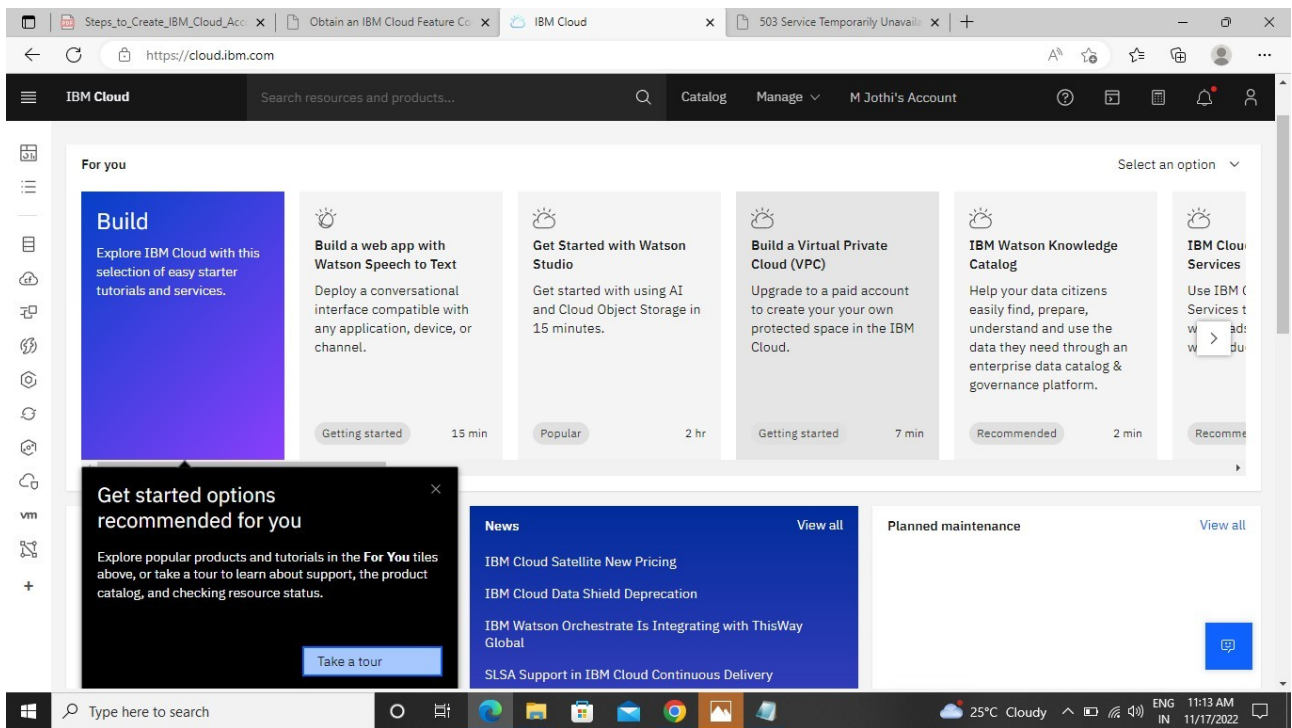 Steps_to_Create_IBM_Cloud_Acc
Obtain an IBM Cloud Feature Co
IBM Cloud
503 Service Temporarily Unavaila
https://cloud.ibm.com
IBM Cloud
Search resources and products...
Catalog
Manage
M Jothi's Account
For you
Select an option
Build
Explore IBM Cloud with this
selection of easy starter
tutorials and services.
Build a web app with
Watson Speech to Text
Deploy a conversational
interface compatible with
any application, device, or
channel.
Getting started
15 min
Get Started with Watson
Studio
Get started with using AI
and Cloud Object Storage in
15 minutes.
Popular
2 hr
Build a Virtual Private
Cloud (VPC)
Upgrade to a paid account
to create your your own
protected space in the IBM
Cloud.
Getting started
7 min
IBM Watson Knowledge
Catalog
Help your data citizens
easily find, prepare,
understand and use the
data they need through an
enterprise data catalog &
governance platform.
Recommended
2 min
IBM Clou
Services
Use IBM
Services t
Recomme
cf
vm
Get started options
recommended for you
Explore popular products and tutorials in the For You tiles
above, or take a tour to learn about support, the product
catalog, and checking resource status.
Take a tour
News
View all
IBM Cloud Satellite New Pricing
IBM Cloud Data Shield Deprecation
IBM Watson Orchestrate Is Integrating with ThisWay
Global
SLSA Support in IBM Cloud Continuous Delivery
Planned maintenance
View all
Type here to search
25°C Cloudy
ENG
IN
11:13 AM
11/17/2022